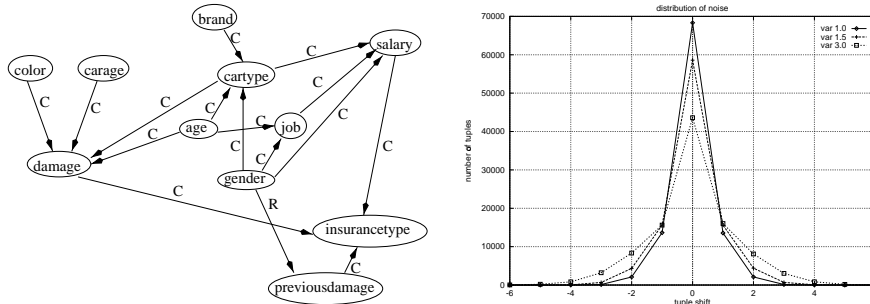 brand
C
salary
C
color
carage
cartype
C
C
C
C
C
C
age
job
C
C
C
damage
C
C
gender
C
C
R
insurancetype
C
previousdamage
distribution of noise
70000
60000
50000
40000
30000
20000
10000
0
number of tuples
var 1.0
var 1.5
var 3.0
-6
-4
-2
0
2
4
tuple shift